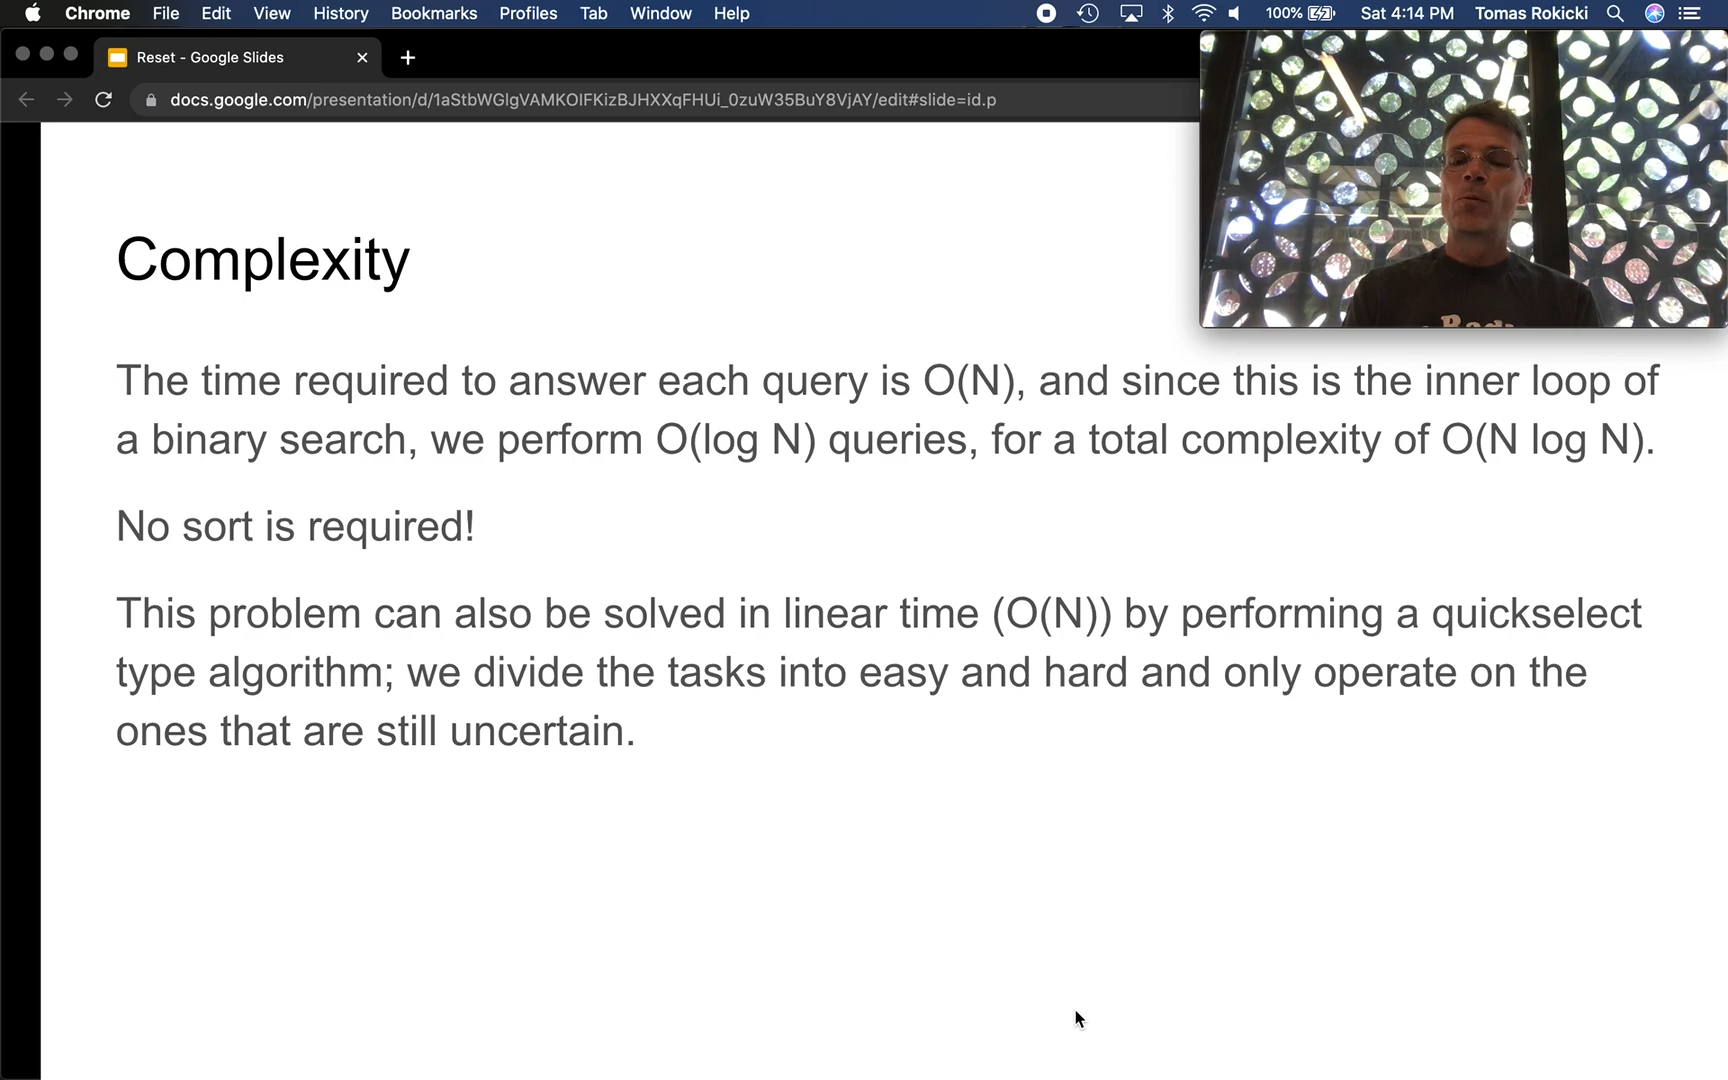 Chrome File Edit View History Bookmarks Profiles Tab Window Help 100% Sat 4:14 PM Tomas Rokicki
Reset - Google Slides
docs.google.com/presentation/d/1aStbWGlgVAMKOIFKizBJHXXqFHUi_0zuW35BuY8VjAY/edit#slide=id.p
Complexity
The time required to answer each query is O(N), and since this is the inner loop of
a binary search, we perform O(log N) queries, for a total complexity of O(N log N).
No sort is required!
This problem can also be solved in linear time (O(N)) by performing a quickselect
type algorithm; we divide the tasks into easy and hard and only operate on the
ones that are still uncertain.